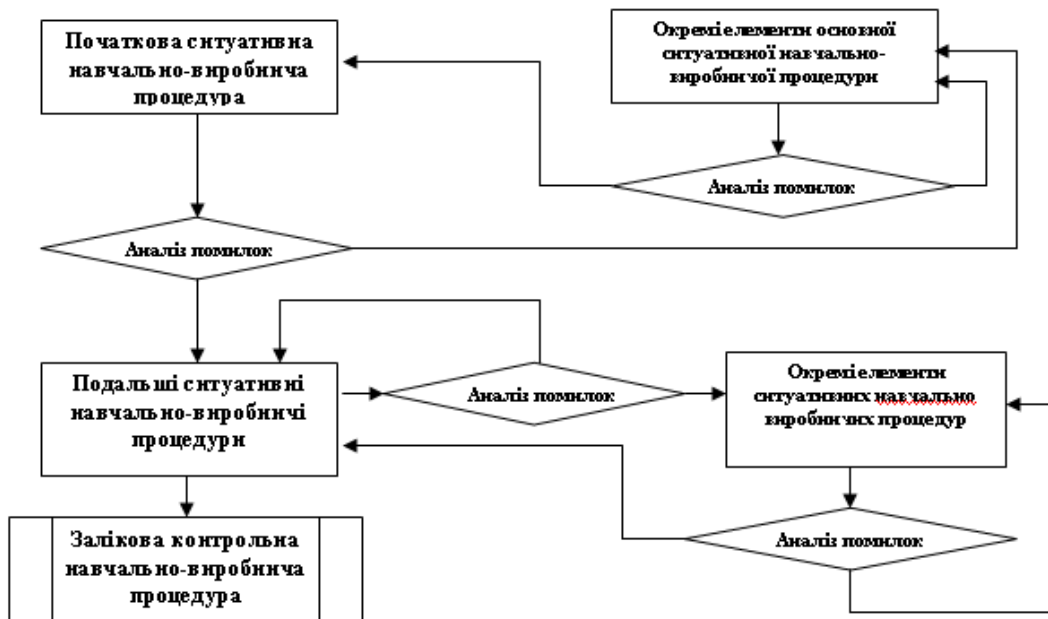 Початкова ситуативна
навчально-виробнича
процедура
Окремі елементи основної
ситуативної навчально-
виробничої процедури
Аналіз помилок
Аналіз помилок
Подальші ситуативні
навчально-виробничі
процедури
Аналіз помилок
Окремі елементи
ситуативних навчально
виробничих процедур
Аналіз помилок
Залікова контрольна
навчально-виробнича
процедура